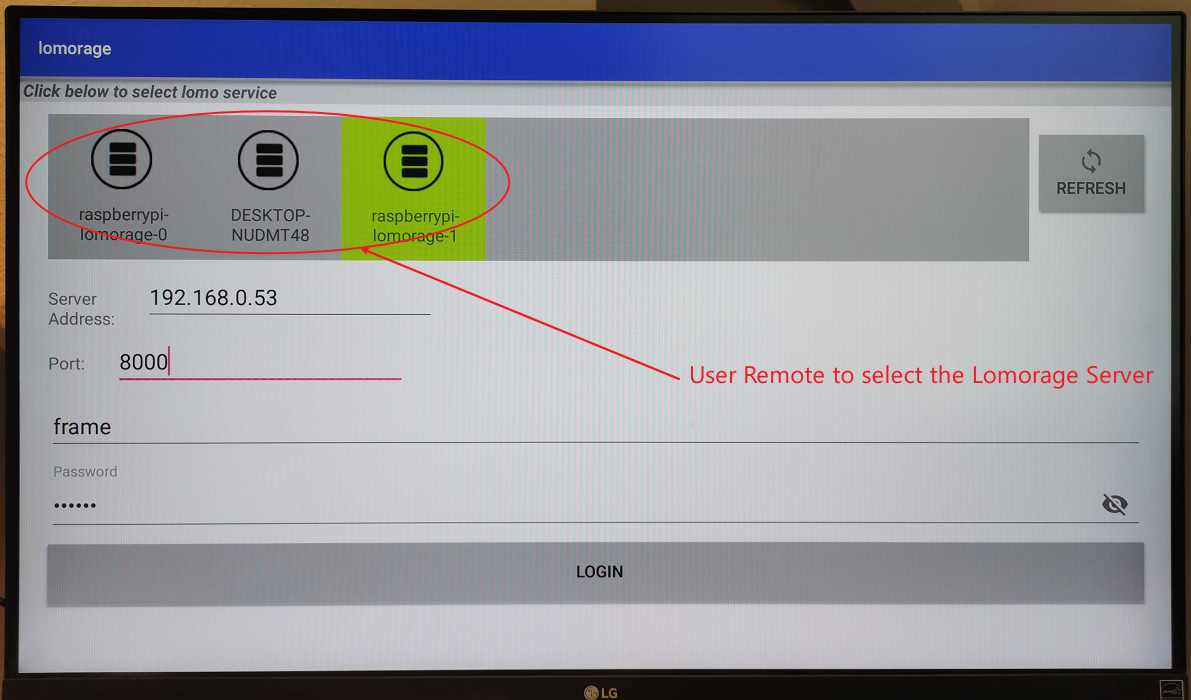 lomorage
Click below to select lomo service
raspberrypi-
lomorage-0
DESKTOP-
NUDMT48
raspberrypi-
lomorage-1
REFRESH
Server
Address:
192.168.0.53
Port:
8000
User Remote to select the Lomorage Server
frame
Password
••••••
LOGIN
LG